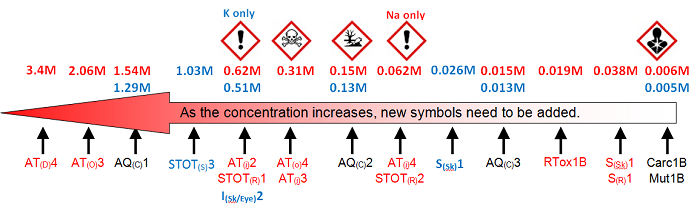 K only
Na only
3.4M 2.06M 1.54M 1.03M 0.62M 0.31M 0.15M 0.062M 0.026M 0.015M 0.019M 0.038M 0.006M
1.29M 0.51M 0.13M 0.013M 0.005M
As the concentration increases, new symbols need to be added.
AT(D)4 AT(O)3 AQ(C)1 STOT(S)3 AT(i)2 AT(o)4 AQ(C)2 AT(i)4 S(Sk)1 AQ(C)3 RTox1B S(Sk)1 Carc1B
STOT(R)1 AT(i)3 STOT(R)2 S(R)1 Mut1B
I(Sk/Eye)2